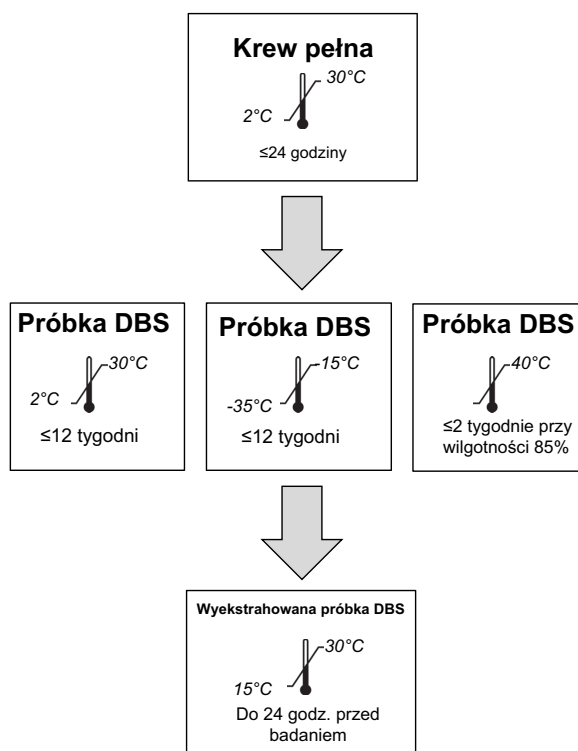 Krew pełna
30°C
2°C
≤24 godziny
Próbka DBS
30°C
2°C
≤12 tygodni
Próbka DBS
-15°C
-35°C
≤12 tygodni
Próbka DBS
40°C
≤2 tygodnie przy
wilgotności 85%
Wyekstrahowana próbka DBS
30°C
15°C
Do 24 godz. przed
badaniem